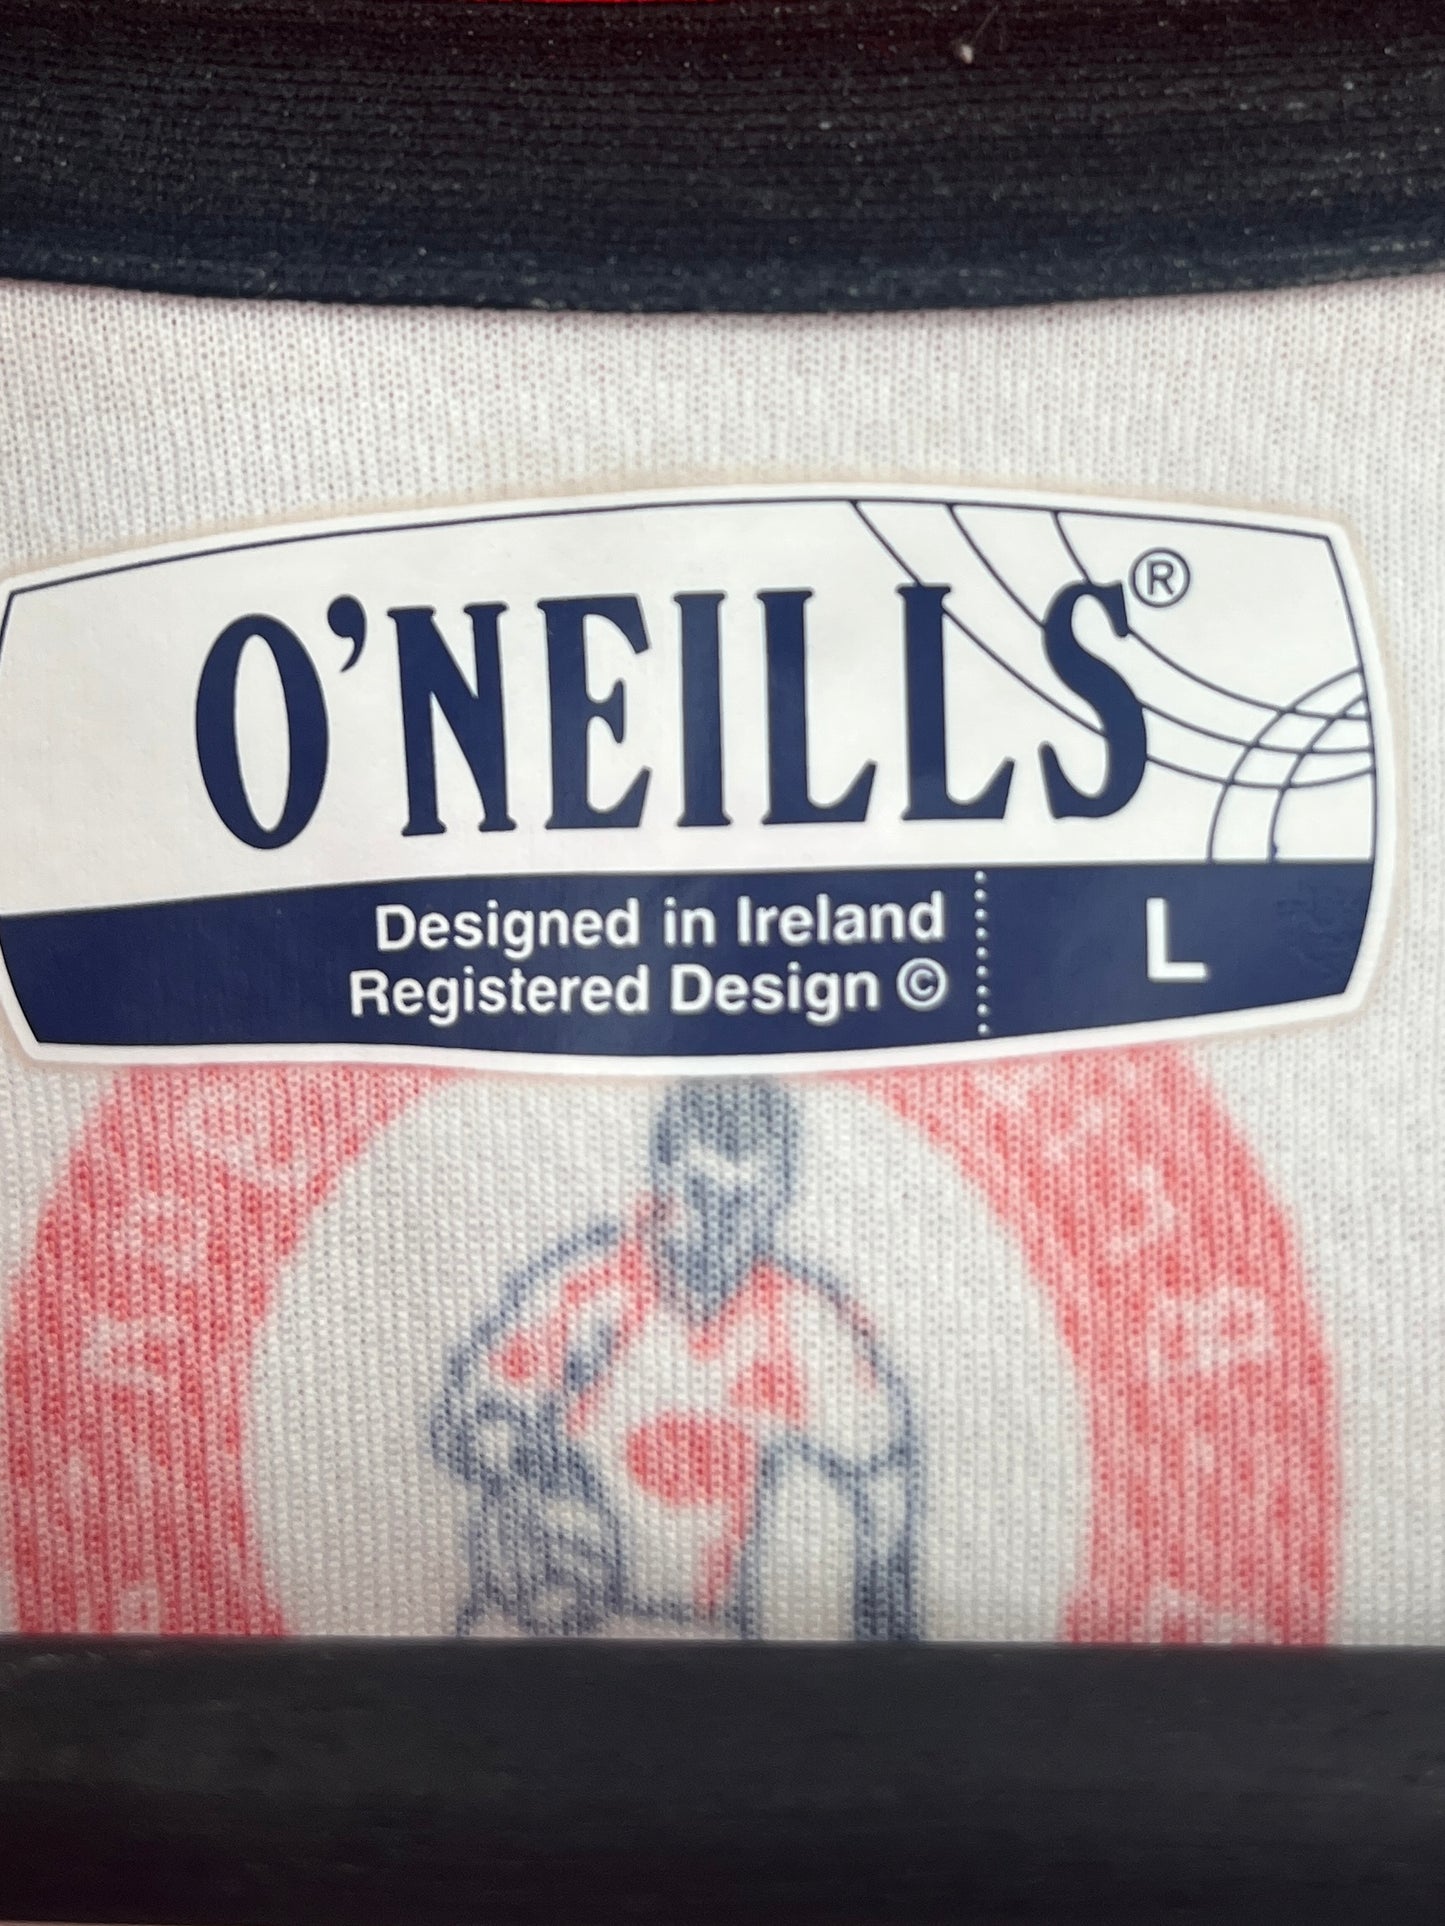 O'NEILLS®
Designed in Ireland
Registered Design ©
L